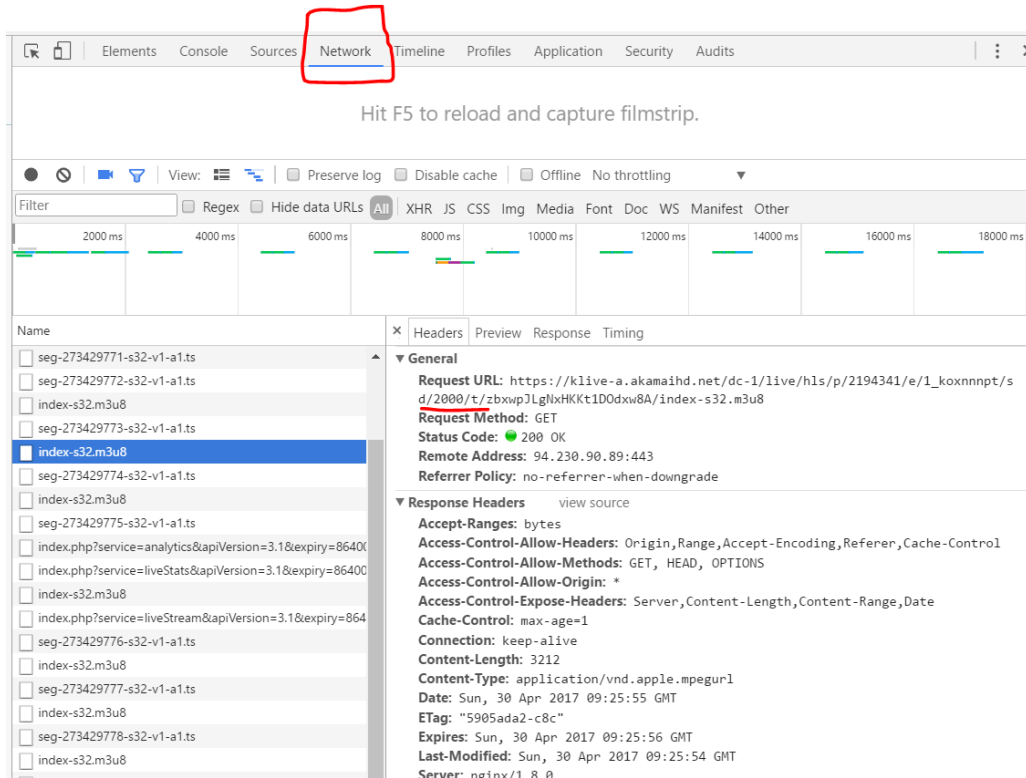 Elements Console Sources Network Timeline Profiles Application Security Audits
Hit F5 to reload and capture filmstrip.
View: Preserve log Disable cache Offline No throttling
Filter Regex Hide data URLs All XHR JS CSS Img Media Font Doc WS Manifest Other
2000 ms 4000 ms 6000 ms 8000 ms 10000 ms 12000 ms 14000 ms 16000 ms 18000 ms
Name
seg-273429771-s32-v1-a1.ts
seg-273429772-s32-v1-a1.ts
index-s32.m3u8
seg-273429773-s32-v1-a1.ts
index-s32.m3u8
seg-273429774-s32-v1-a1.ts
index-s32.m3u8
seg-273429775-s32-v1-a1.ts
index.php?service=analytics&apiVersion=3.1&expiry=86400
index.php?service=liveStats&apiVersion=3.1&expiry=86400
index-s32.m3u8
index.php?service=liveStream&apiVersion=3.1&expiry=864
seg-273429776-s32-v1-a1.ts
index-s32.m3u8
seg-273429777-s32-v1-a1.ts
index-s32.m3u8
seg-273429778-s32-v1-a1.ts
index-s32.m3u8
× Headers Preview Response Timing
General
Request URL: https://klive-a.akamaihd.net/dc-1/live/hls/p/2194341/e/1_koxnnnpt/s
d/2000/t/zbxwpJLgNxHKKt1DOdxw8A/index-s32.m3u8
Request Method: GET
Status Code: 200 OK
Remote Address: 94.230.90.89:443
Referrer Policy: no-referrer-when-downgrade
Response Headers view source
Accept-Ranges: bytes
Access-Control-Allow-Headers: Origin,Range,Accept-Encoding,Referer,Cache-Control
Access-Control-Allow-Methods: GET, HEAD, OPTIONS
Access-Control-Allow-Origin: *
Access-Control-Expose-Headers: Server,Content-Length,Content-Range,Date
Cache-Control: max-age=1
Connection: keep-alive
Content-Length: 3212
Content-Type: application/vnd.apple.mpegurl
Date: Sun, 30 Apr 2017 09:25:55 GMT
ETag: "5905ada2-c8c"
Expires: Sun, 30 Apr 2017 09:25:56 GMT
Last-Modified: Sun, 30 Apr 2017 09:25:54 GMT
Server: nginx/1.8.0